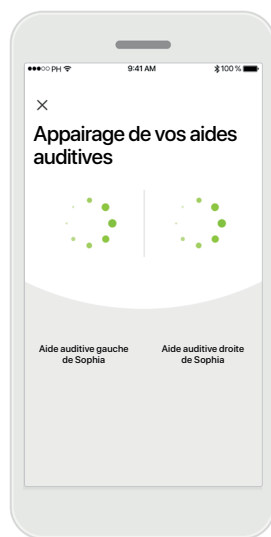 ●●●○○ PH 9:41 AM 100 %
Appairage de vos aides
auditives
Aide auditive gauche
de Sophia
Aide auditive droite
de Sophia